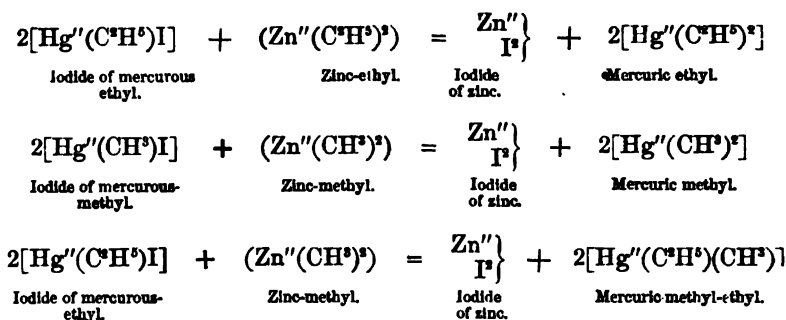 2[Hg″(C²H⁵)I] + (Zn″(C²H⁵)²) = Zn″ I²} + 2[Hg″(C²H⁵)²]
Iodide of mercurous ethyl. Zinc-ethyl. Iodide of zinc. Mercuric ethyl.
2[Hg″(CH³)I] + (Zn″(CH³)²) = Zn″ I²} + 2[Hg″(CH³)²]
Iodide of mercurous-methyl. Zinc-methyl. Iodide of zinc. Mercuric methyl.
2[Hg″(C²H⁵)I] + (Zn″(CH³)²) = Zn″ I²} + 2[Hg″(C²H⁵)(CH³)]
Iodide of mercurous-ethyl. Zinc-methyl. Iodide of zinc. Mercuric methyl-ethyl.